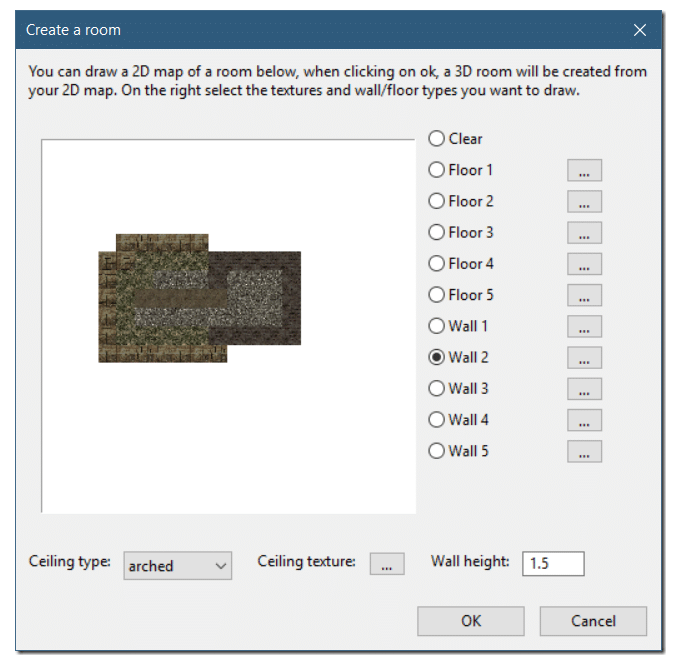 Create a room
You can draw a 2D map of a room below, when clicking on ok, a 3D room will be created from
your 2D map. On the right select the textures and wall/floor types you want to draw.
Clear
Floor 1 ...
Floor 2 ...
Floor 3 ...
Floor 4 ...
Floor 5 ...
Wall 1 ...
Wall 2 ...
Wall 3 ...
Wall 4 ...
Wall 5 ...
Ceiling type: arched Ceiling texture: ... Wall height: 1.5
OK Cancel